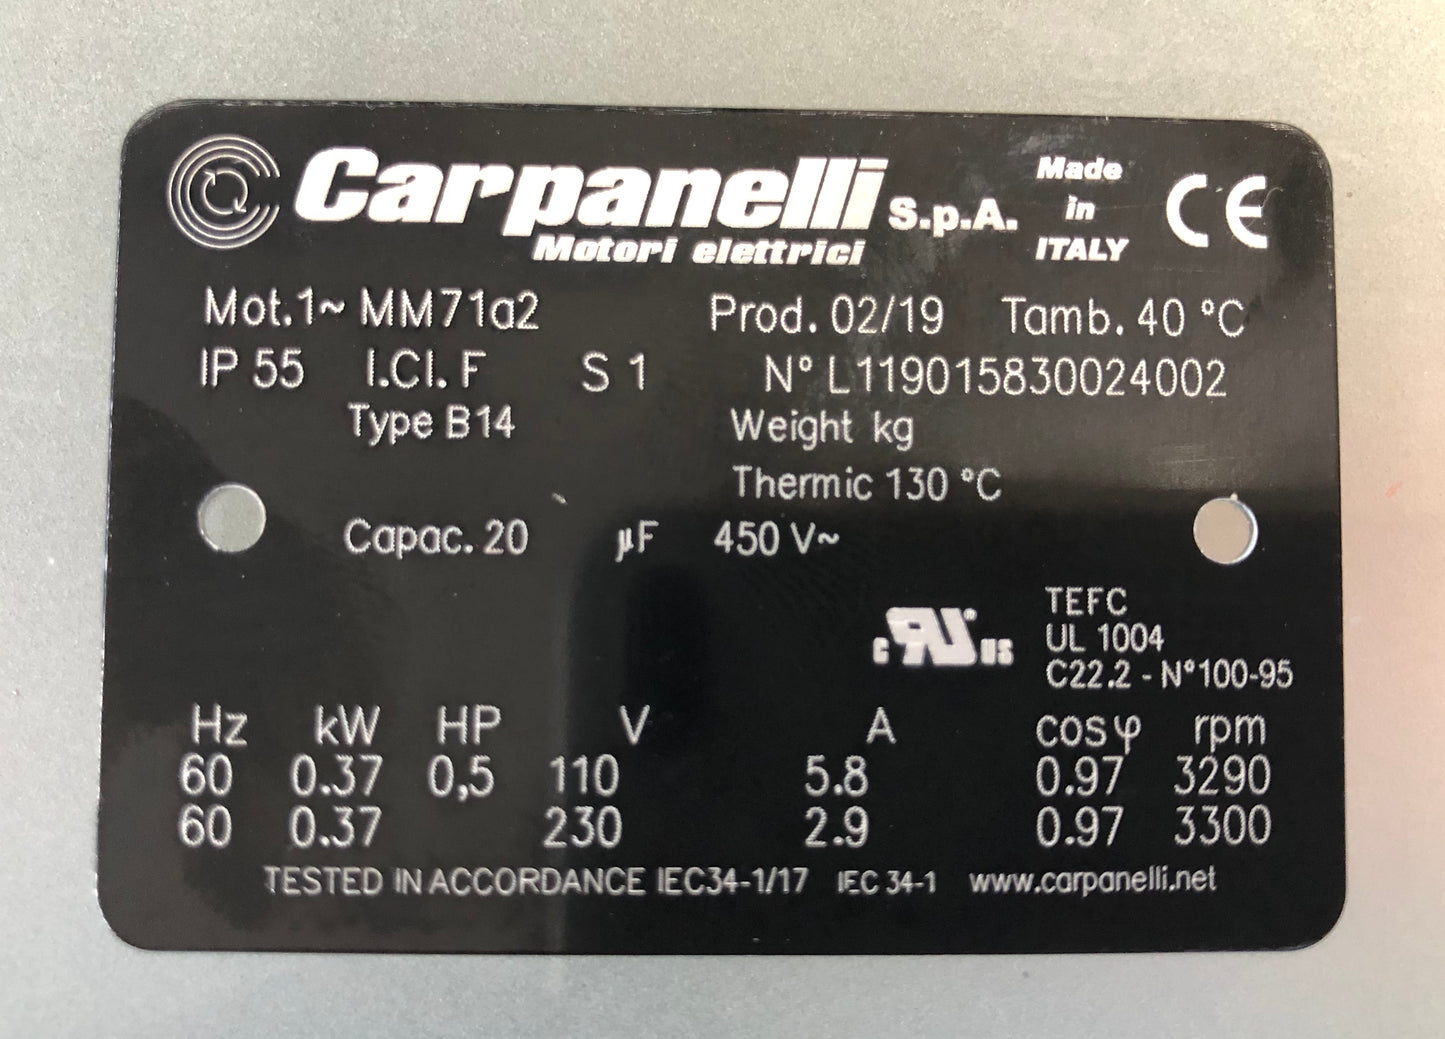 Carpanelli S.p.A.
Motori elettrici
Made
in
ITALY
CE
Mot.1~ MM71a2 Prod. 02/19 Tamb. 40 °C
IP 55 I.Cl. F S 1 N° L119015830024002
Type B14 Weight kg
Thermic 130 °C
Capac. 20 µF 450 V~
c RU ® US
TEFC
UL 1004
C22.2 - N°100-95
Hz kW HP V A cosφ rpm
60 0.37 0,5 110 5.8 0.97 3290
60 0.37 230 2.9 0.97 3300
TESTED IN ACCORDANCE IEC34-1/17 IEC 34-1 www.carpanelli.net